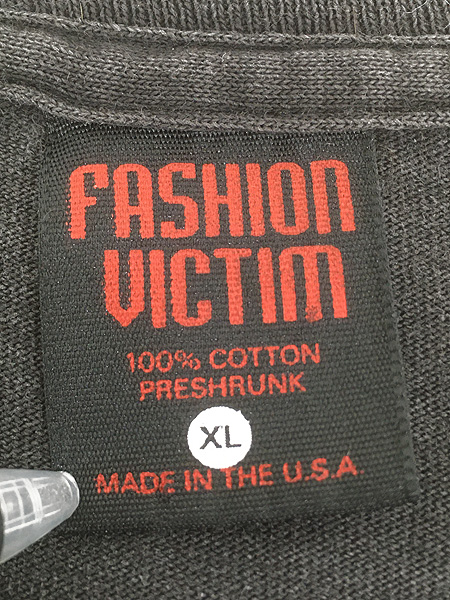 FASHION
VICTIM
100% COTTON
PRESHRUNK
XL
MADE IN THE U.S.A.